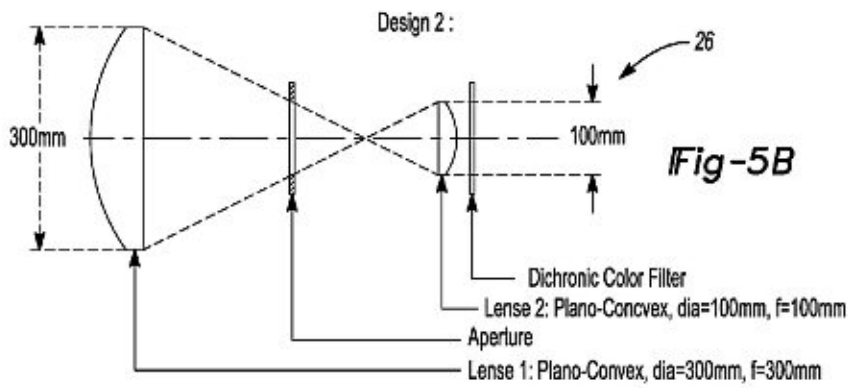 Design 2 :
26
300mm
100mm
Fig-5B
Dichronic Color Filter
Lense 2: Plano-Concvex, dia=100mm, f=100mm
Aperture
Lense 1: Plano-Convex, dia=300mm, f=300mm